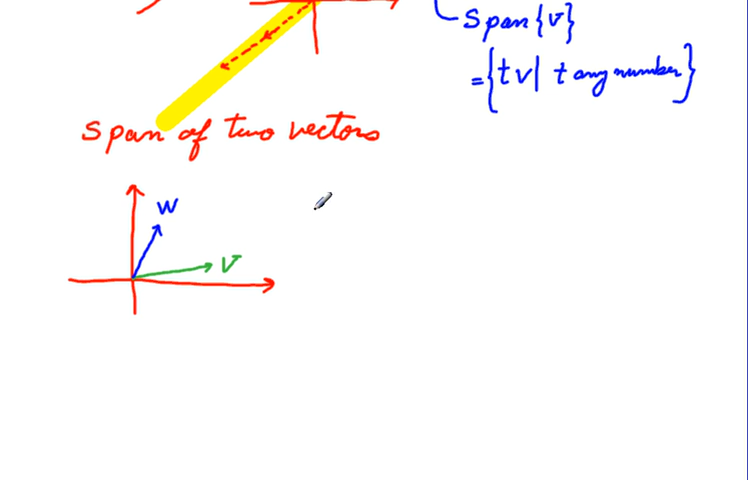 Span{v}
={tv| t any number}
Span of two vectors
w
v